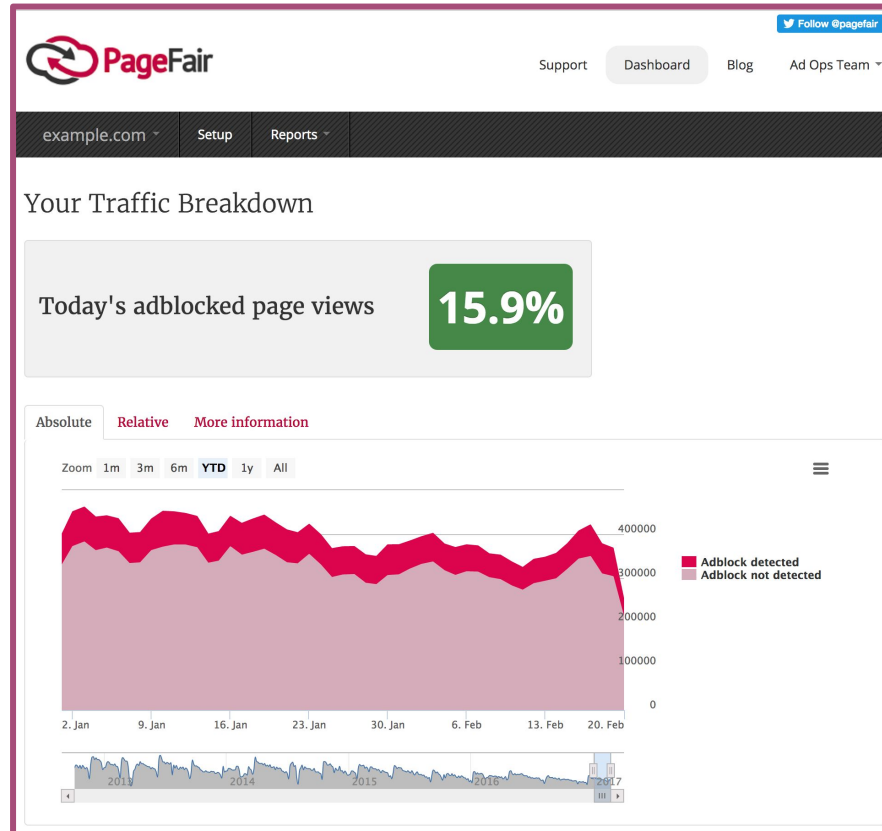 Follow @pagefair
PageFair
Support Dashboard Blog Ad Ops Team
example.com Setup Reports
Your Traffic Breakdown
Today's adblocked page views 15.9%
Absolute Relative More information
Zoom 1m 3m 6m YTD 1y All
400000
300000
200000
100000
0
Adblock detected
Adblock not detected
2. Jan 9. Jan 16. Jan 23. Jan 30. Jan 6. Feb 13. Feb 20. Feb
2013 2014 2015 2016 2017